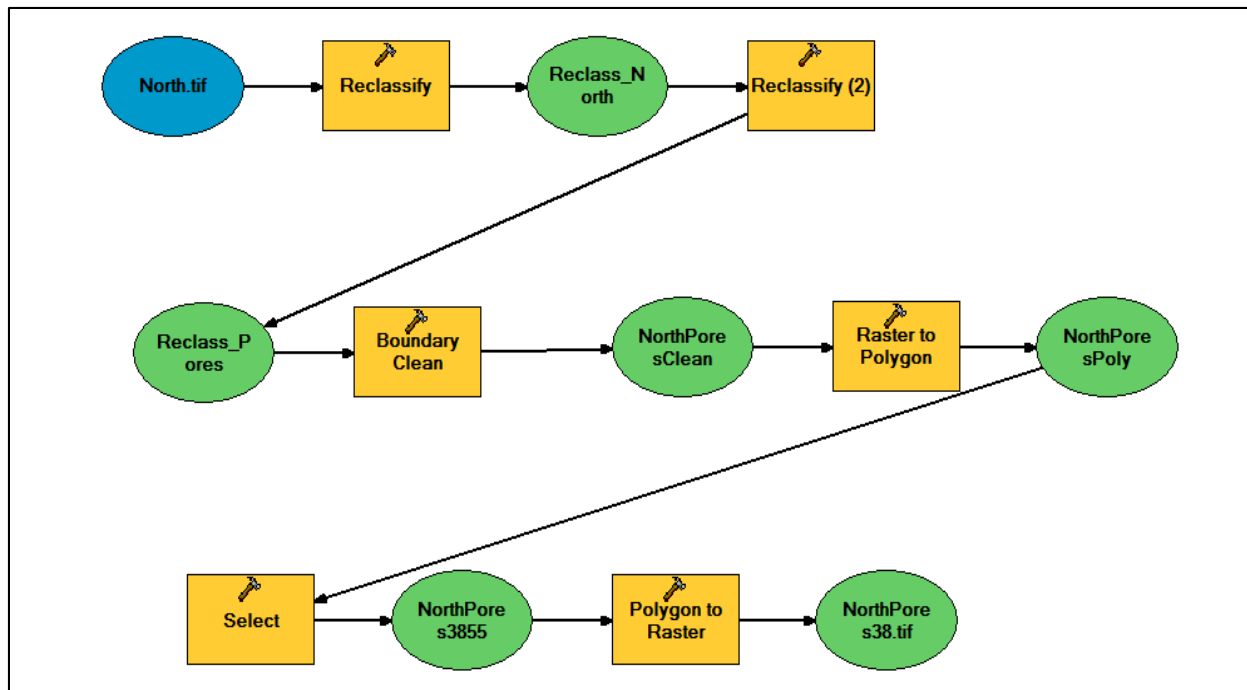 North.tif
Reclassify
Reclass_N
orth
Reclassify (2)
Reclass_P
ores
Boundary
Clean
NorthPore
sClean
Raster to
Polygon
NorthPore
sPoly
Select
NorthPore
s3855
Polygon to
Raster
NorthPore
s38.tif